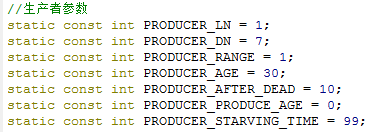 //生产者参数
static const int PRODUCER_LN = 1;
static const int PRODUCER_DN = 7;
static const int PRODUCER_RANGE = 1;
static const int PRODUCER_AGE = 30;
static const int PRODUCER_AFTER_DEAD = 10;
static const int PRODUCER_PRODUCE_AGE = 0;
static const int PRODUCER_STARVING_TIME = 99;